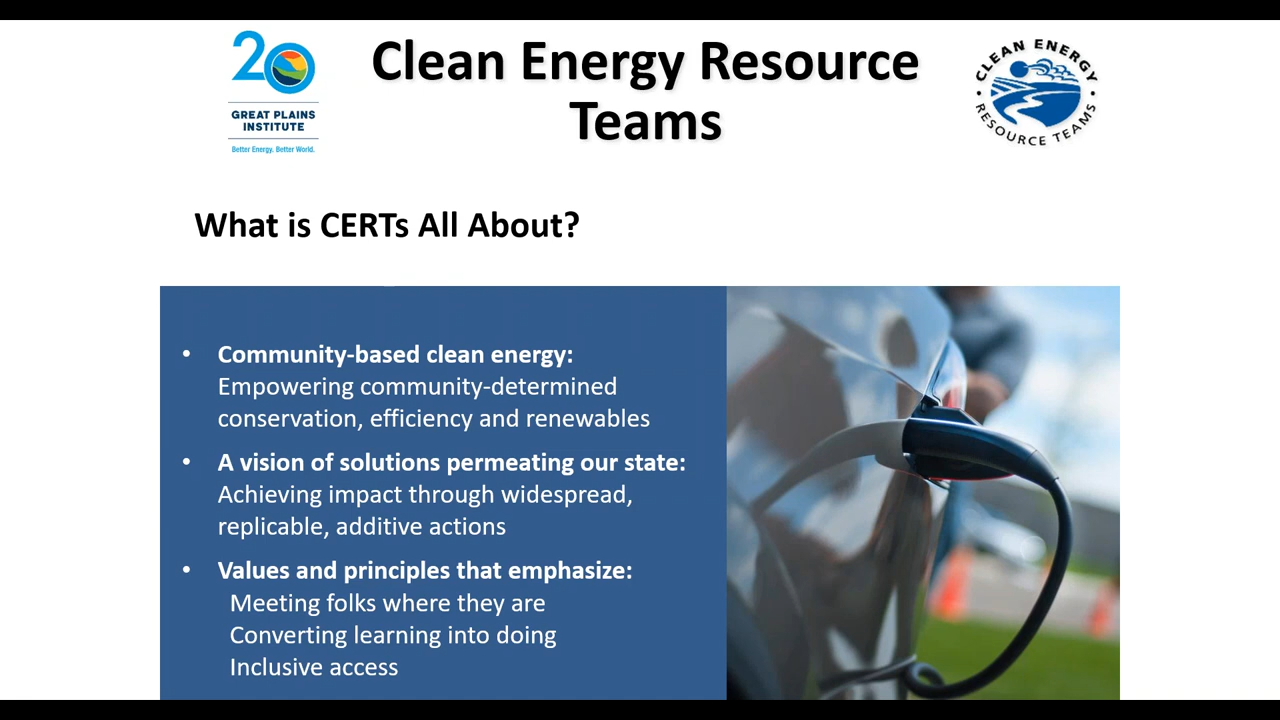 20
GREAT PLAINS
INSTITUTE
Better Energy. Better World.
Clean Energy Resource
Teams
CLEAN ENERGY
• RESOURCE TEAMS •
What is CERTs All About?
• Community-based clean energy:
Empowering community-determined
conservation, efficiency and renewables
• A vision of solutions permeating our state:
Achieving impact through widespread,
replicable, additive actions
• Values and principles that emphasize:
Meeting folks where they are
Converting learning into doing
Inclusive access